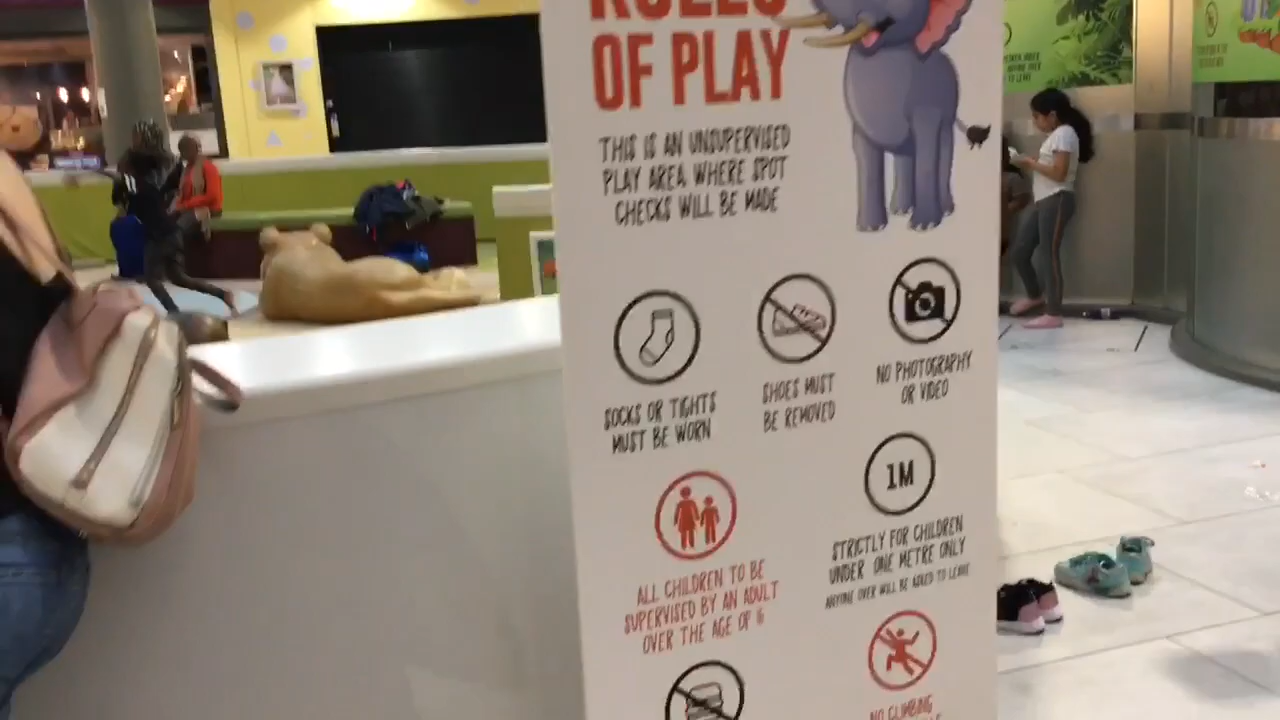 RULES
OF PLAY
THIS IS AN UNSUPERVISED
PLAY AREA WHERE SPOT
CHECKS WILL BE MADE
SOCKS OR TIGHTS
MUST BE WORN
SHOES MUST
BE REMOVED
NO PHOTOGRAPHY
OR VIDEO
1M
ALL CHILDREN TO BE
SUPERVISED BY AN ADULT
OVER THE AGE OF 16
STRICTLY FOR CHILDREN
UNDER ONE METRE ONLY
ANYONE OVER WILL BE ASKED TO LEAVE
NO CLIMBING
11